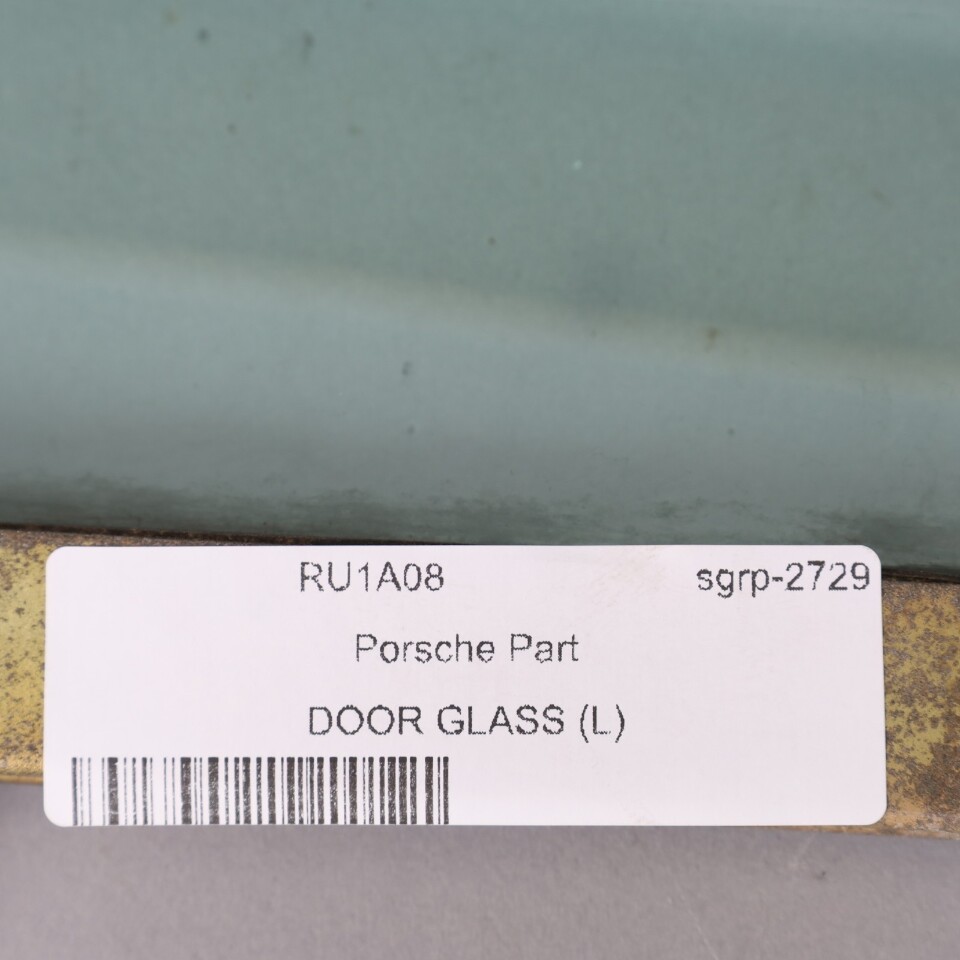 RU1A08 sgrp-2729
Porsche Part
DOOR GLASS (L)